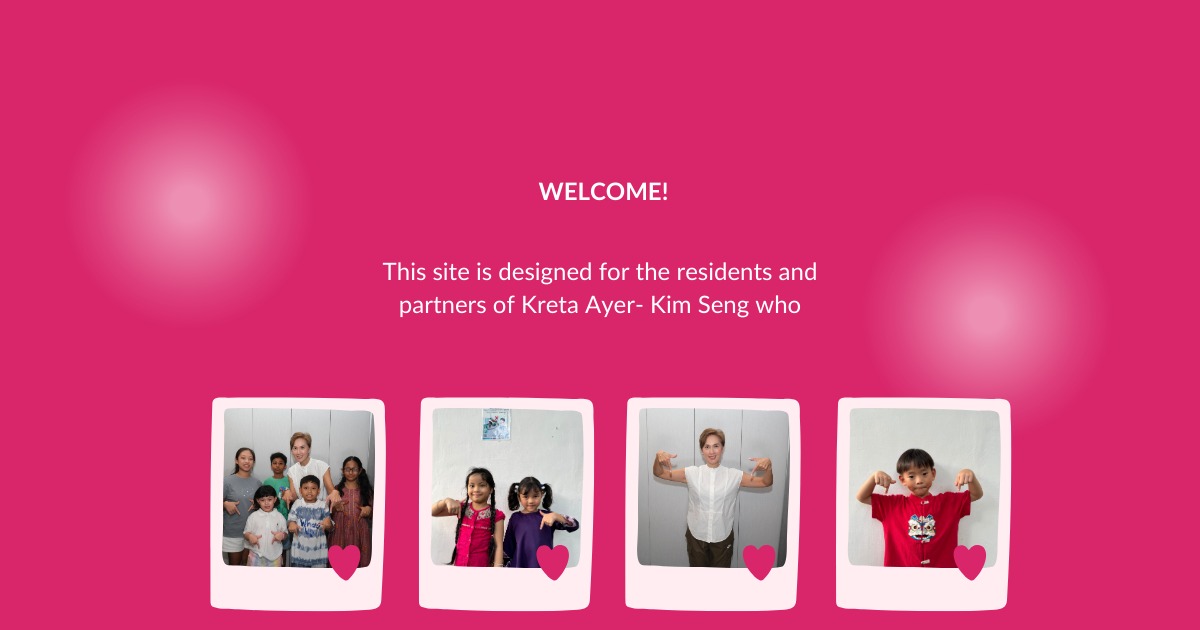 WELCOME!
This site is designed for the residents and
partners of Kreta Ayer- Kim Seng who